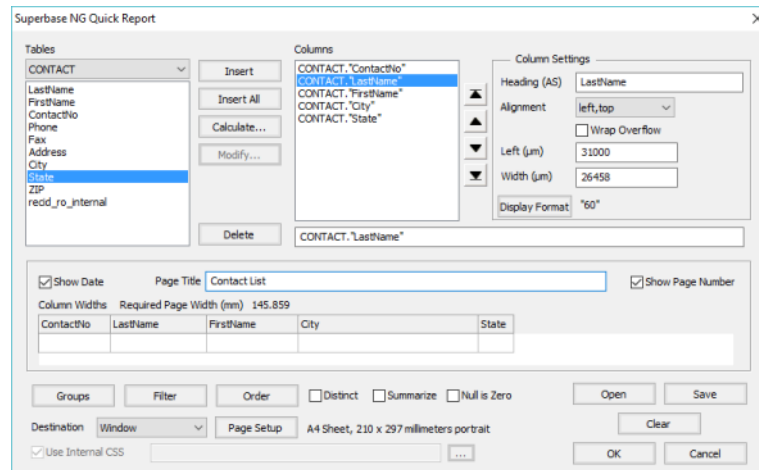 Superbase NG Quick Report
Tables
CONTACT
LastName
FirstName
ContactNo
Phone
Fax
Address
City
State
ZIP
recid_ro_internal
Insert
Insert All
Calculate...
Modify...
Delete
Columns
CONTACT."ContactNo"
CONTACT."LastName"
CONTACT."FirstName"
CONTACT."City"
CONTACT."State"
CONTACT."LastName"
Column Settings
Heading (AS) LastName
Alignment left,top
Wrap Overflow
Left (µm) 31000
Width (µm) 26458
Display Format "60"
Show Date Page Title Contact List Show Page Number
Column Widths Required Page Width (mm) 145.859
ContactNo LastName FirstName City State
Groups Filter Order Distinct Summarize Null is Zero Open Save
Destination Window Page Setup A4 Sheet, 210 x 297 millimeters portrait Clear
Use Internal CSS ... OK Cancel